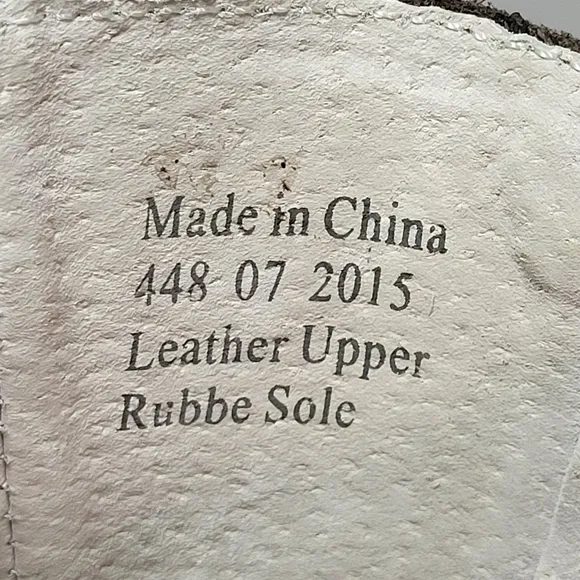 Made in China
448 07 2015
Leather Upper
Rubbe Sole